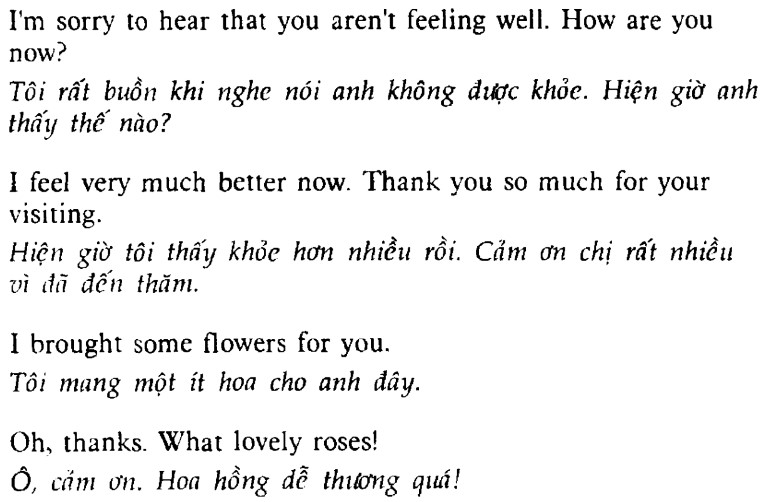 I'm sorry to hear that you aren't feeling well. How are you
now?
Tôi rất buồn khi nghe nói anh không được khỏe. Hiện giờ anh
thấy thế nào?
I feel very much better now. Thank you so much for your
visiting.
Hiện giờ tôi thấy khỏe hơn nhiều rồi. Cảm ơn chị rất nhiều
vì đã đến thăm.
I brought some flowers for you.
Tôi mang một ít hoa cho anh đây.
Oh, thanks. What lovely roses!
Ô, cảm ơn. Hoa hồng dễ thương quá!